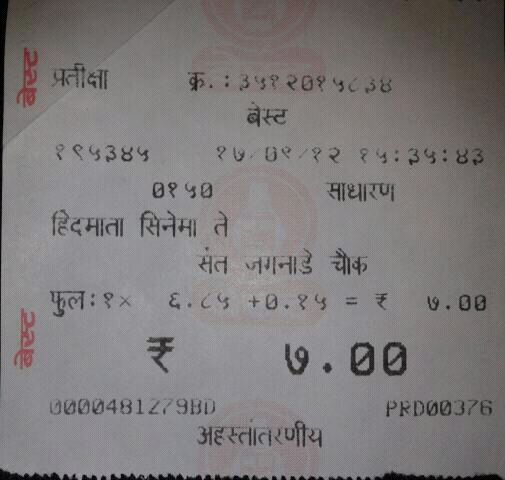 प्रतीक्षा क्र.:३५१२०१५८३४
बेस्ट
१९५३४५ १७/०९/१२ १५:३५:४३
०१५० साधारण
हिंदमाता सिनेमा ते
संत जगनाडे चौक
फुल:१× ६.८५ +०.१५ = ₹ ७.००
₹ ७.००
0000481279BD PRD00376
अहस्तांतरणीय
बेस्ट
बेस्ट